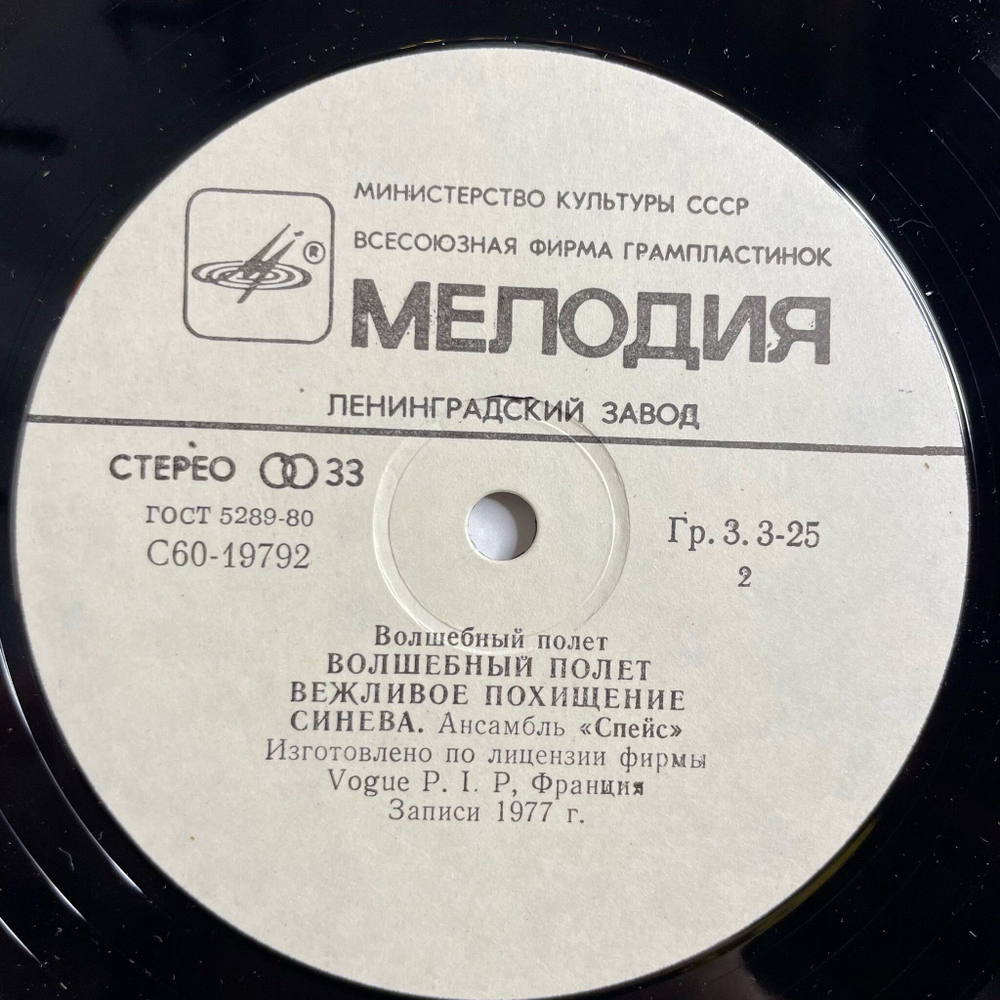 МИНИСТЕРСТВО КУЛЬТУРЫ СССР
ВСЕСОЮЗНАЯ ФИРМА ГРАМПЛАСТИНОК
®
МЕЛОДИЯ
ЛЕНИНГРАДСКИЙ ЗАВОД
СТЕРЕО 33
ГОСТ 5289-80
С60-19792
Гр. 3. 3-25
2
Волшебный полет
ВОЛШЕБНЫЙ ПОЛЕТ
ВЕЖЛИВОЕ ПОХИЩЕНИЕ
СИНЕВА. Ансамбль «Спейс»
Изготовлено по лицензии фирмы
Vogue P. I. P, Франция
Записи 1977 г.